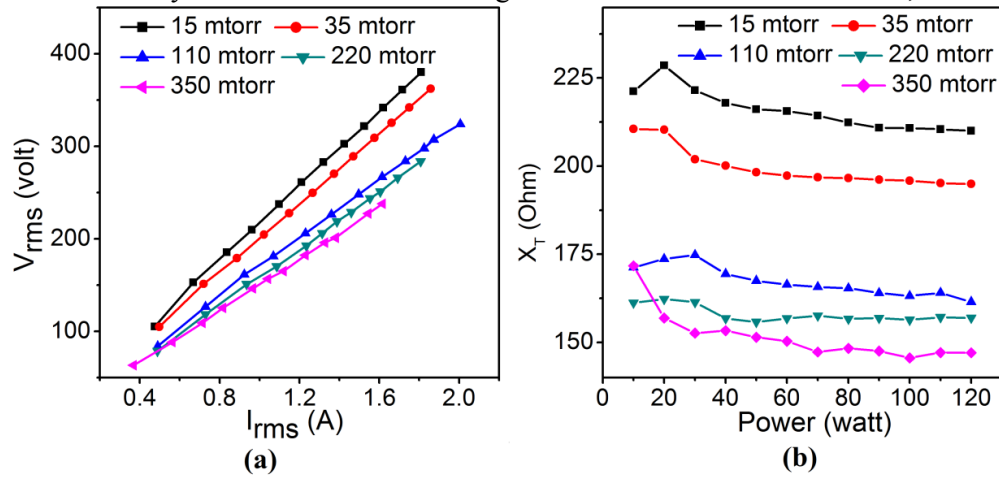 15 mtorr 35 mtorr
110 mtorr 220 mtorr
350 mtorr
400
300
200
100
0.4 0.8 1.2 1.6 2.0
Vrms (volt)
Irms (A)
(a)
15 mtorr 35 mtorr
110 mtorr 220 mtorr
350 mtorr
225
200
175
150
0 20 40 60 80 100 120
X_T (Ohm)
Power (watt)
(b)